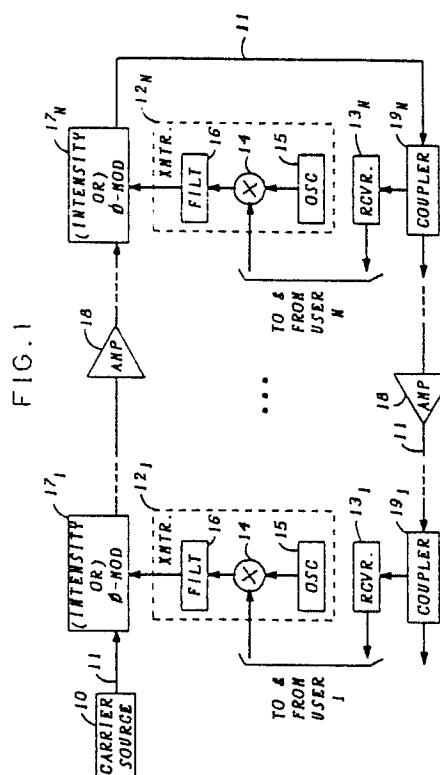 FIG.1
10
CARRIER
SOURCE
11
17₁
(INTENSITY
OR)
ø-MOD
18
AMP
17N
(INTENSITY
OR)
ø-MOD
11
12₁
XMTR.
FILT
16
14
X
15
OSC
TO &
FROM
USER
1
RCVR.
13₁
19₁
COUPLER
•••
12N
XMTR.
FILT
16
14
X
15
OSC
TO &
FROM
USER
N
RCVR.
13N
19N
COUPLER
18
AMP
11